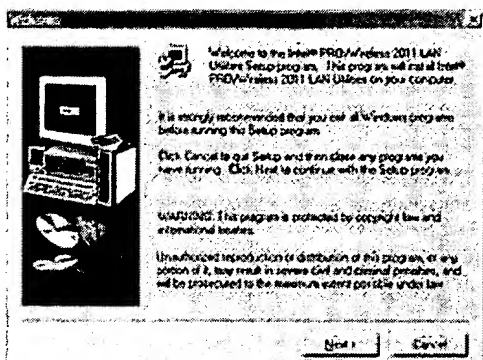 Welcome
Welcome to the Intel® PRO/Wireless 2011 LAN
Utilities Setup program. This program will install Intel®
PRO/Wireless 2011 LAN Utilities on your computer.
It is strongly recommended that you exit all Windows programs
before running this Setup program.
Click Cancel to quit Setup and then close any programs you
have running. Click Next to continue with the Setup program.
WARNING: This program is protected by copyright law and
international treaties.
Unauthorized reproduction or distribution of this program, or any
portion of it, may result in severe civil and criminal penalties, and
will be prosecuted to the maximum extent possible under law.
Next >
Cancel